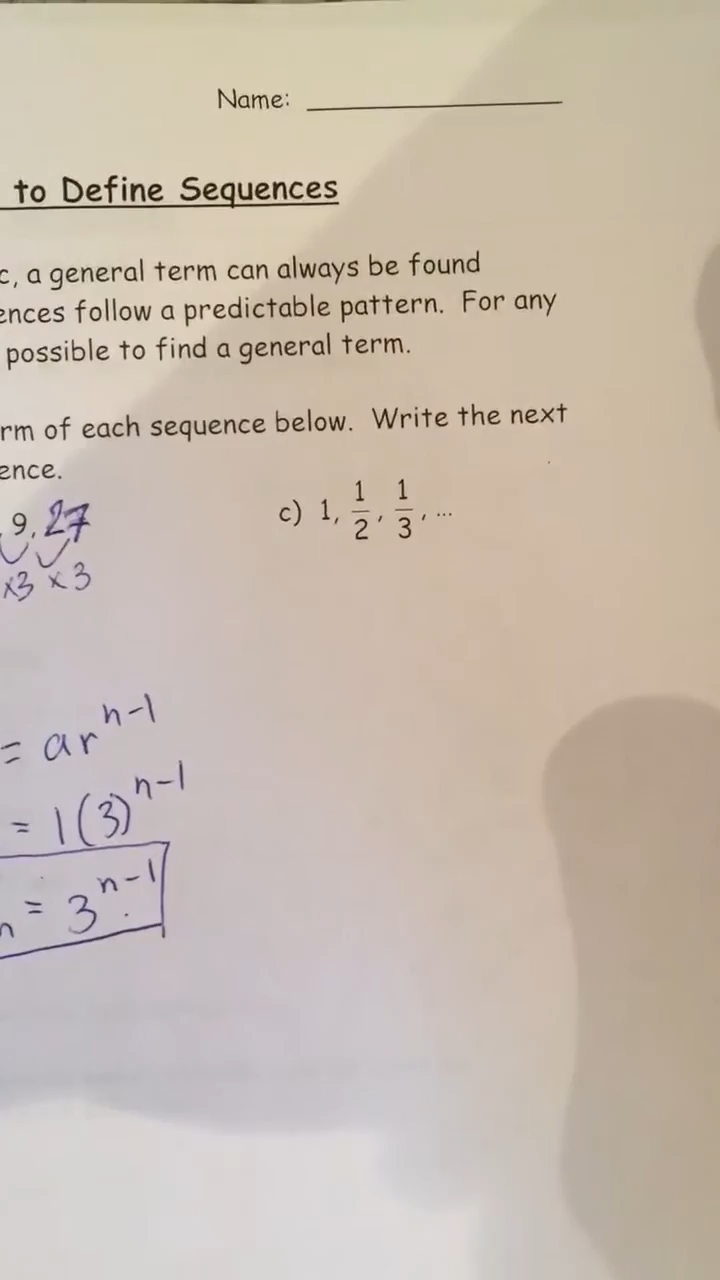 Name:
to Define Sequences
c, a general term can always be found
ences follow a predictable pattern. For any
possible to find a general term.
rm of each sequence below. Write the next
ence.
9, 27
×3 ×3
c) 1, 1/2, 1/3, ...
= ar^{n-1}
= 1(3)^{n-1}
n = 3^{n-1}